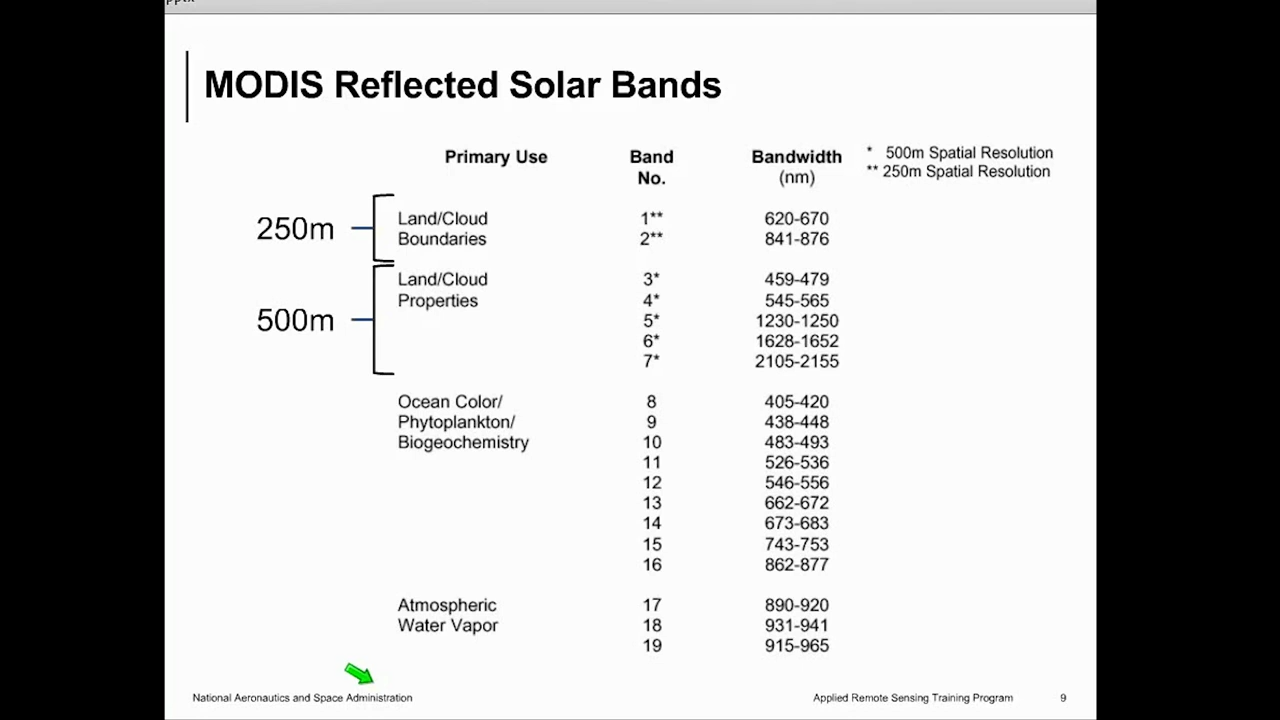 pptx
MODIS Reflected Solar Bands
Primary Use Band No. Bandwidth (nm)
* 500m Spatial Resolution
** 250m Spatial Resolution
250m
Land/Cloud 1** 620-670
Boundaries 2** 841-876
500m
Land/Cloud 3* 459-479
Properties 4* 545-565
5* 1230-1250
6* 1628-1652
7* 2105-2155
Ocean Color/ 8 405-420
Phytoplankton/ 9 438-448
Biogeochemistry 10 483-493
11 526-536
12 546-556
13 662-672
14 673-683
15 743-753
16 862-877
Atmospheric 17 890-920
Water Vapor 18 931-941
19 915-965
National Aeronautics and Space Administration
Applied Remote Sensing Training Program 9